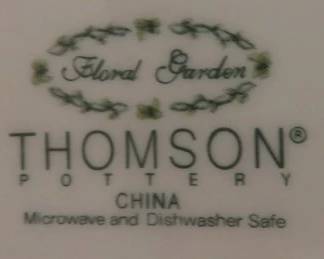 Floral Garden
THOMSON®
POTTERY
CHINA
Microwave and Dishwasher Safe